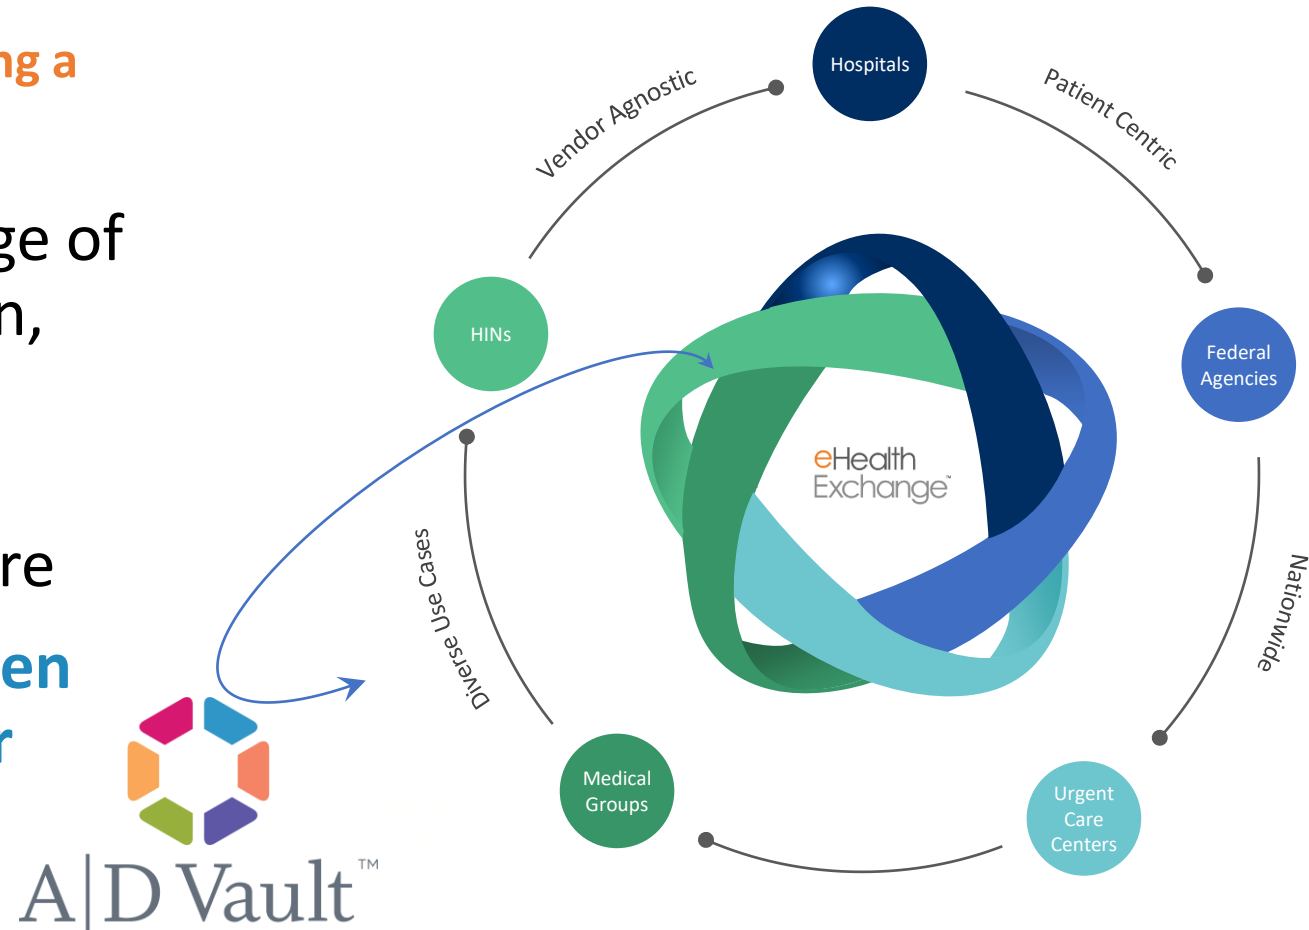 ng a
ge of
n,
re
en
r
A|D Vault™
Hospitals
Patient Centric
Federal
Agencies
Nationwide
Urgent
Care
Centers
Medical
Groups
Diverse Use Cases
HINs
Vendor Agnostic
eHealth
Exchange™